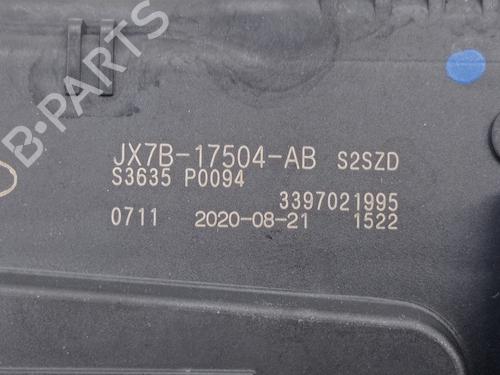 B-PARTS
JX7B-17504-AB S2SZD
S3635 P0094
3397021995
0711 2020-08-21 1522